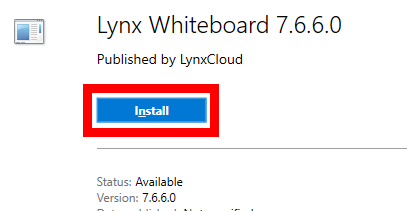 Lynx Whiteboard 7.6.6.0
Published by LynxCloud
Install
Status: Available
Version: 7.6.6.0